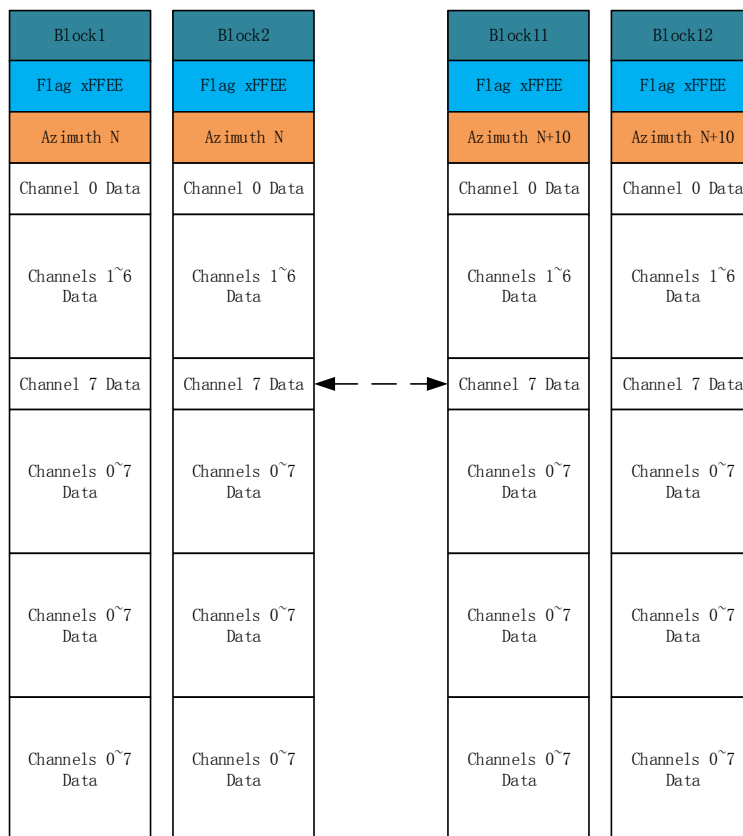 Block1
Flag xFFEE
Azimuth N
Channel 0 Data
Channels 1~6
Data
Channel 7 Data
Channels 0~7
Data
Channels 0~7
Data
Channels 0~7
Data
Block2
Flag xFFEE
Azimuth N
Channel 0 Data
Channels 1~6
Data
Channel 7 Data
Channels 0~7
Data
Channels 0~7
Data
Channels 0~7
Data
Block11
Flag xFFEE
Azimuth N+10
Channel 0 Data
Channels 1~6
Data
Channel 7 Data
Channels 0~7
Data
Channels 0~7
Data
Channels 0~7
Data
Block12
Flag xFFEE
Azimuth N+10
Channel 0 Data
Channels 1~6
Data
Channel 7 Data
Channels 0~7
Data
Channels 0~7
Data
Channels 0~7
Data